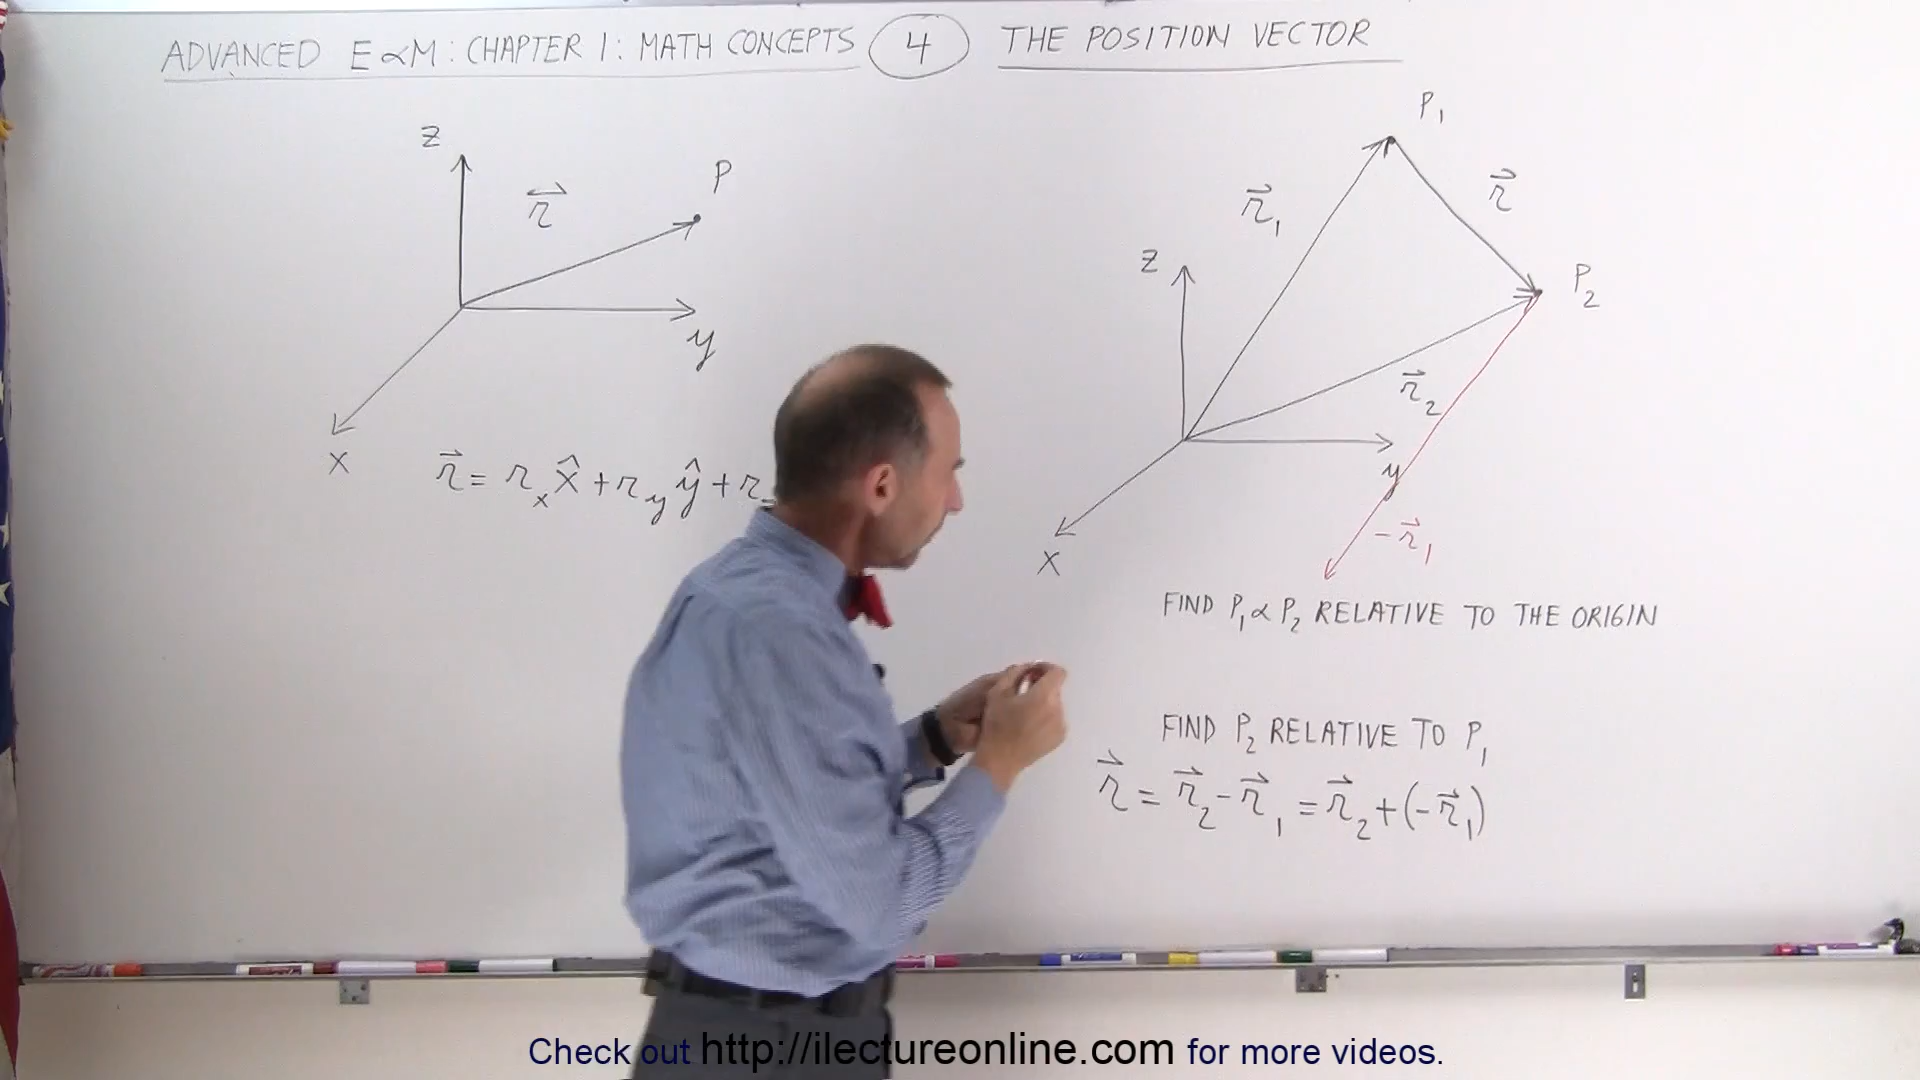 ADVANCED E&M: CHAPTER 1: MATH CONCEPTS 4 THE POSITION VECTOR
z
r⃗
P
y
x
r⃗ = rₓ x̂ + r_y ŷ + r
P₁
r⃗₁
r⃗
z
P₂
r⃗₂
y
x
-r⃗₁
FIND P₁ & P₂ RELATIVE TO THE ORIGIN
FIND P₂ RELATIVE TO P₁
r⃗ = r⃗₂ - r⃗₁ = r⃗₂ + (-r⃗₁)
Check out http://ilectureonline.com for more videos.